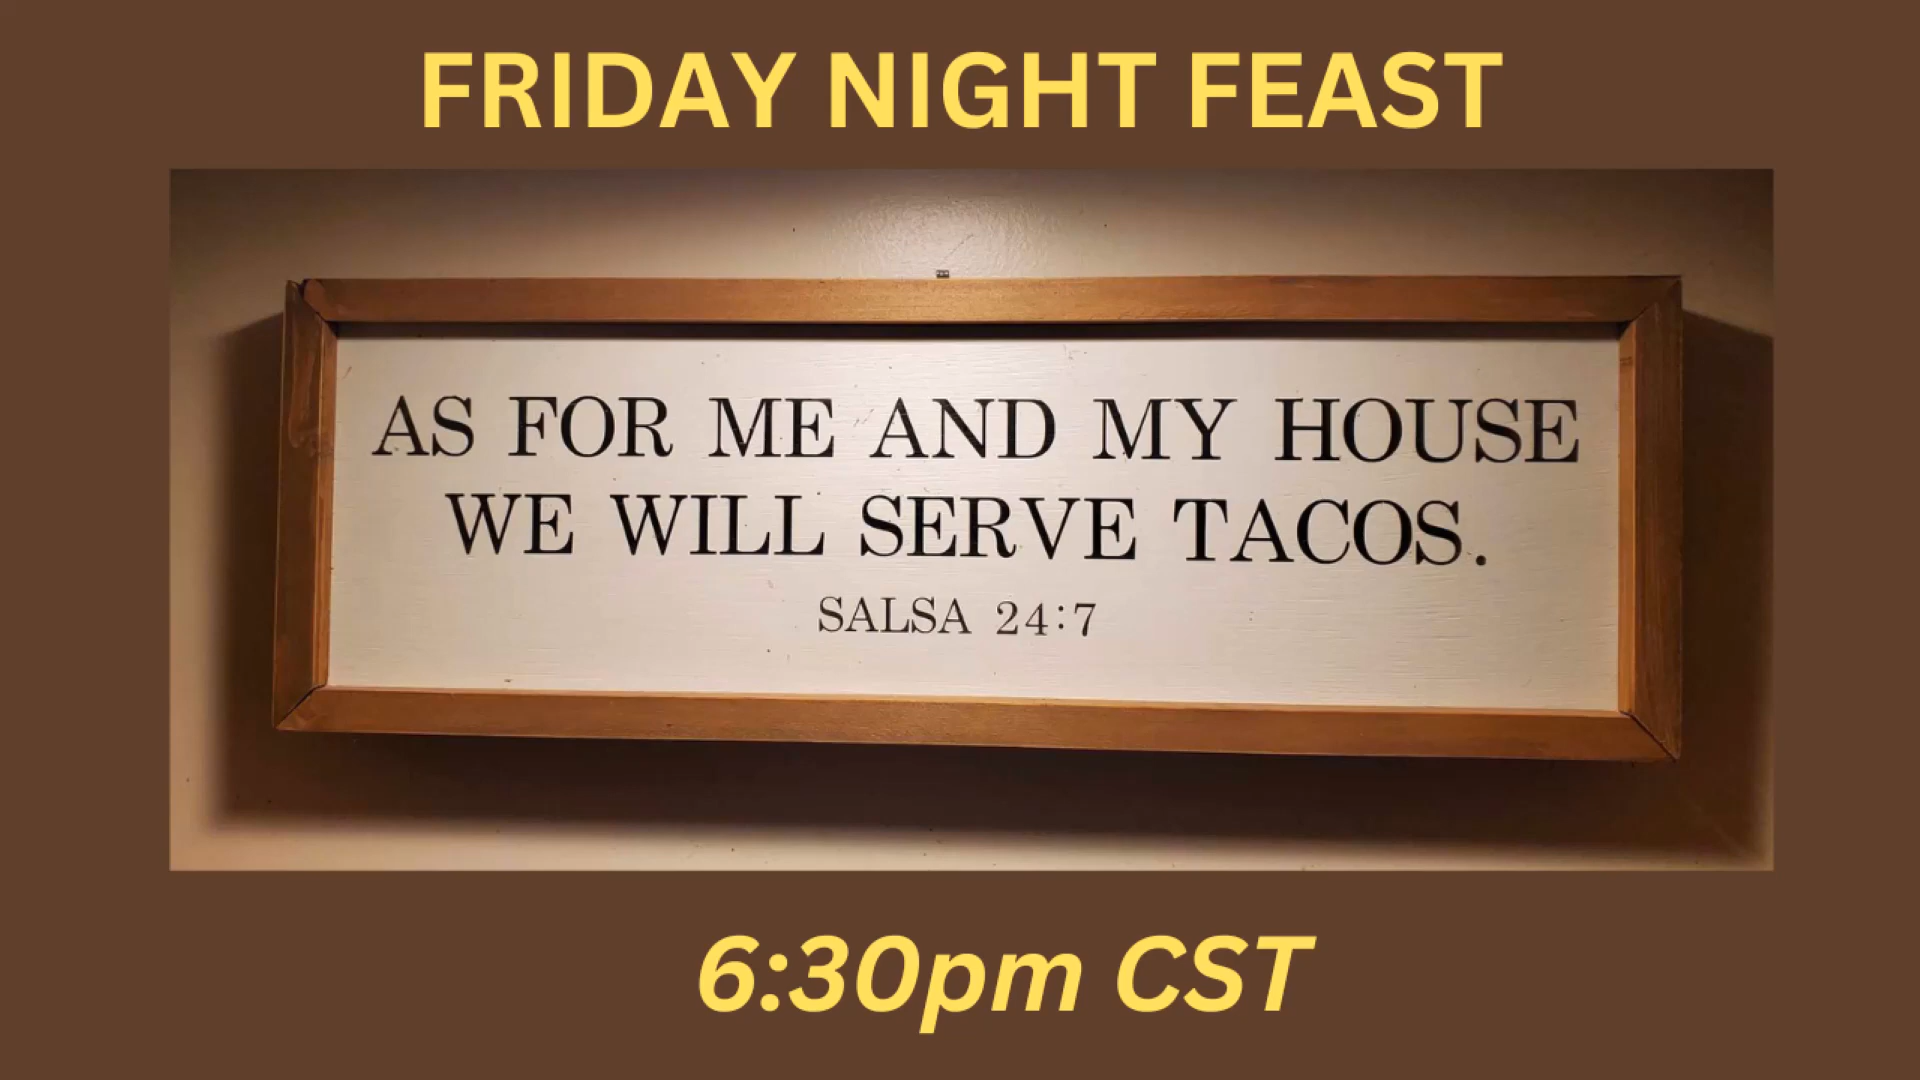 FRIDAY NIGHT FEAST
AS FOR ME AND MY HOUSE
WE WILL SERVE TACOS.
SALSA 24:7
6:30pm CST